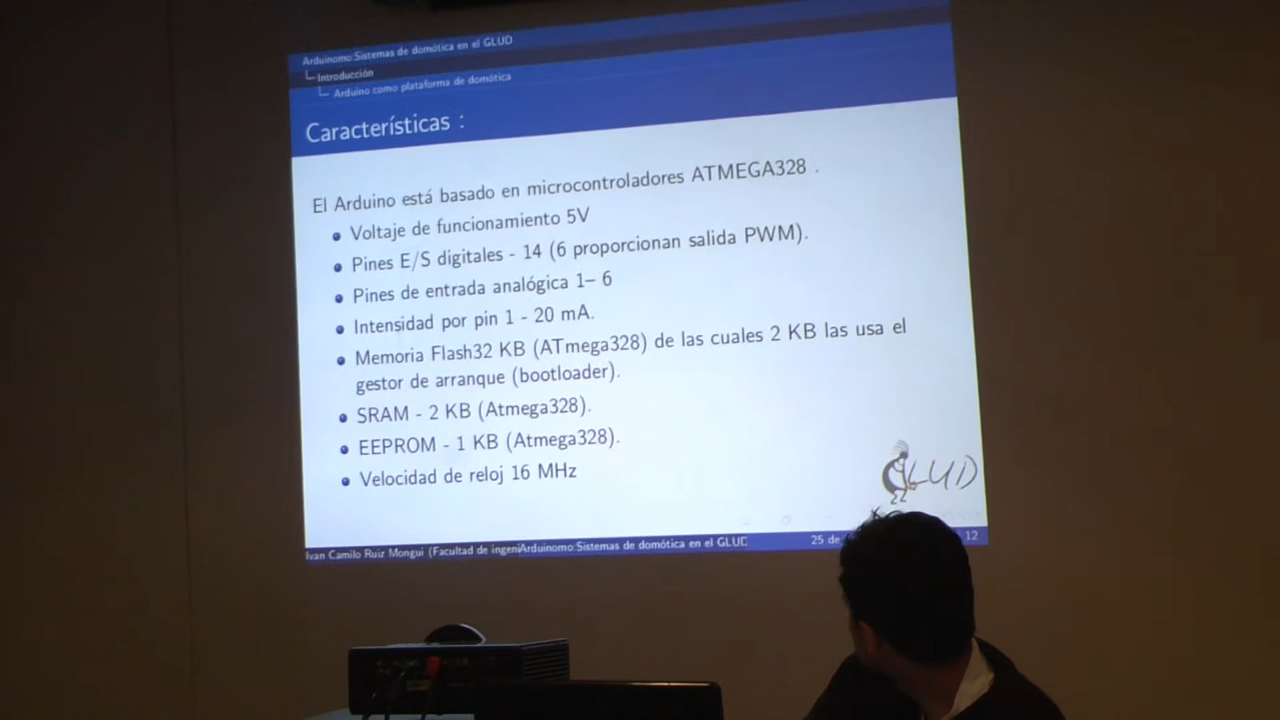 Arduinomo:Sistemas de domótica en el GLUD
Introducción
Arduino como plataforma de domótica
Características :
El Arduino está basado en microcontroladores ATMEGA328 .
Voltaje de funcionamiento 5V
Pines E/S digitales - 14 (6 proporcionan salida PWM).
Pines de entrada analógica 1– 6
Intensidad por pin 1 - 20 mA.
Memoria Flash32 KB (ATmega328) de las cuales 2 KB las usa el
gestor de arranque (bootloader).
SRAM - 2 KB (Atmega328).
EEPROM - 1 KB (Atmega328).
Velocidad de reloj 16 MHz
GLUD
Ivan Camilo Ruiz Mongui (Facultad de ingeniArduinomo:Sistemas de domótica en el GLUD 25 de 12